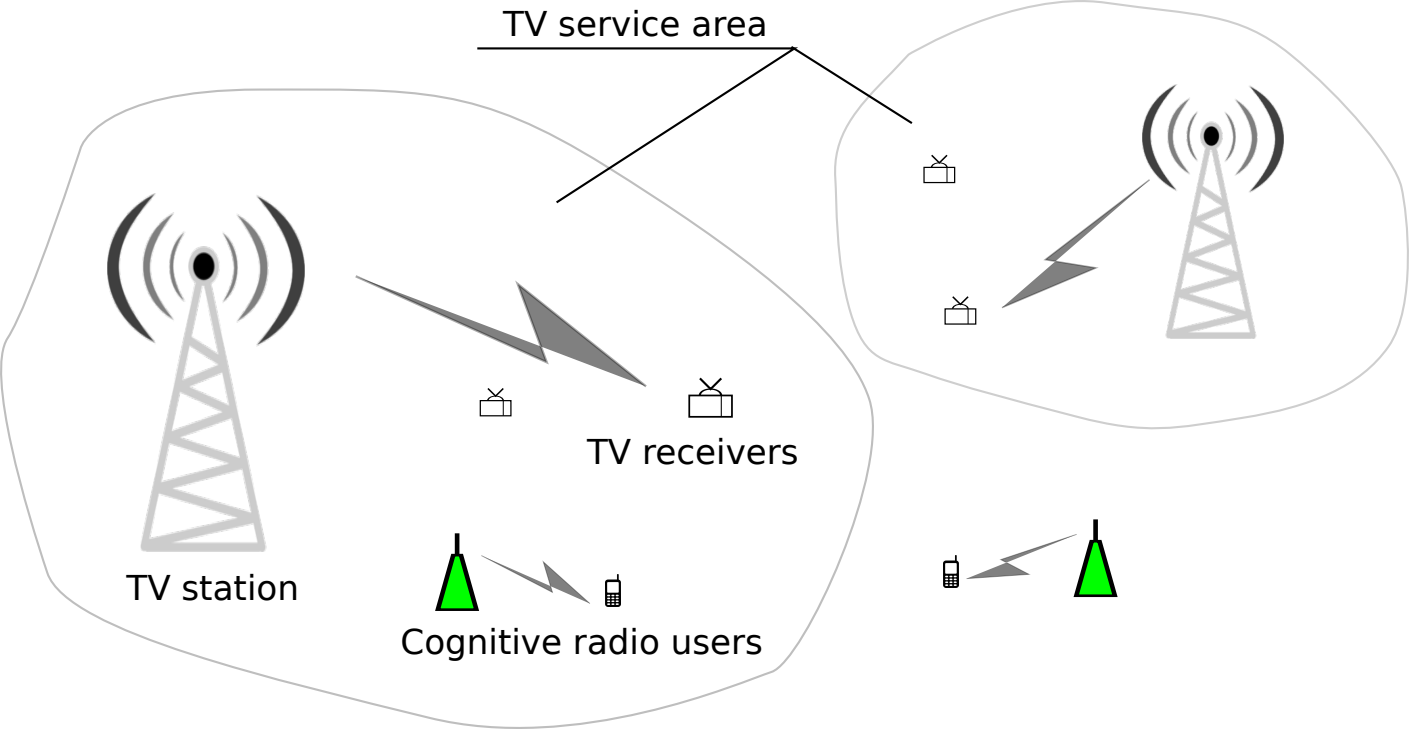 TV service area
TV receivers
TV station
Cognitive radio users